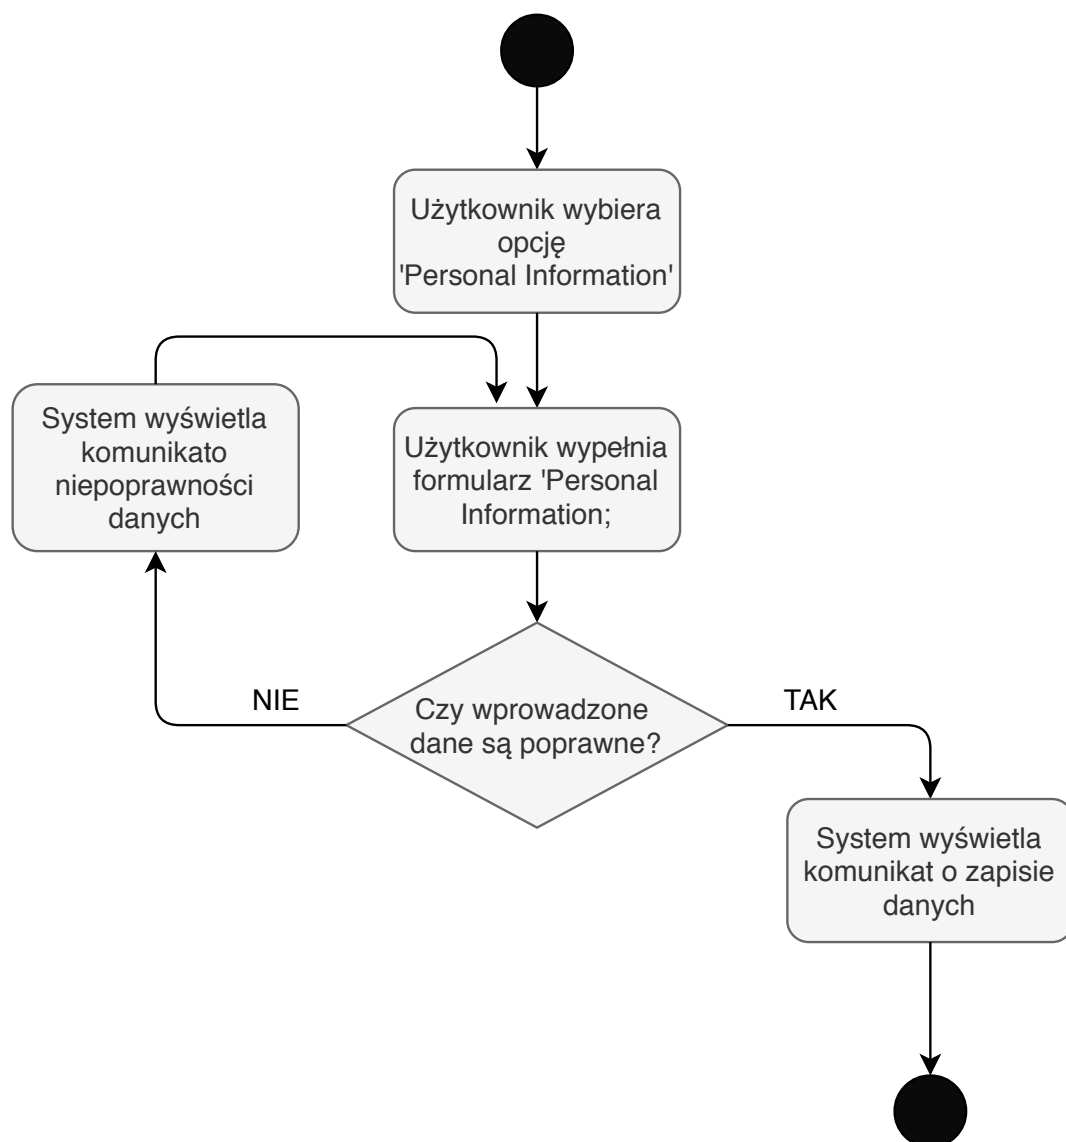 Użytkownik wybiera
opcję
'Personal Information'
System wyświetla
komunikato
niepoprawności
danych
Użytkownik wypełnia
formularz 'Personal
Information;
NIE
Czy wprowadzone
dane są poprawne?
TAK
System wyświetla
komunikat o zapisie
danych